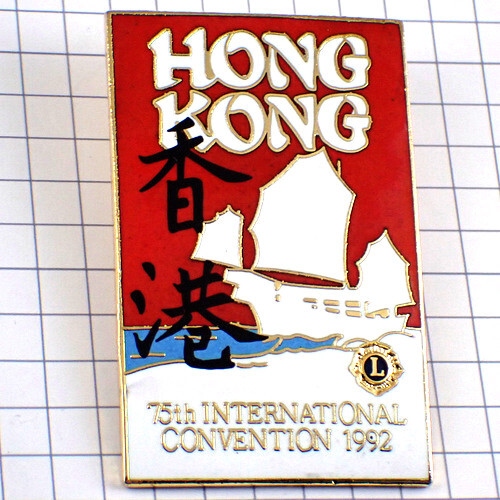 HONG
KONG
香
港
L
75th INTERNATIONAL
CONVENTION 1992